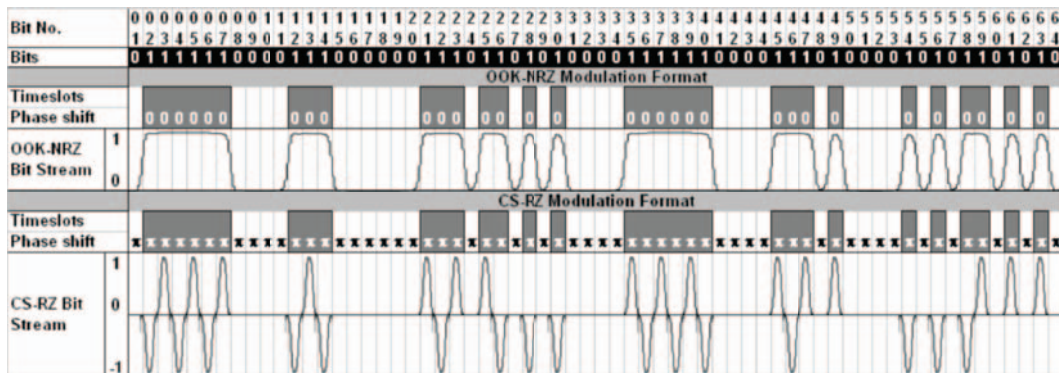 Bit No.
0 0 0 0 0 0 0 0 0 1 1 1 1 1 1 1 1 1 1 2 2 2 2 2 2 2 2 2 2 3 3 3 3 3 3 3 3 3 3 4 4 4 4 4 4 4 4 4 4 5 5 5 5 5 5 5 5 5 5 6 6 6 6 6
1 2 3 4 5 6 7 8 9 0 1 2 3 4 5 6 7 8 9 0 1 2 3 4 5 6 7 8 9 0 1 2 3 4 5 6 7 8 9 0 1 2 3 4 5 6 7 8 9 0 1 2 3 4 5 6 7 8 9 0 1 2 3 4
Bits 0 1 1 1 1 1 1 0 0 0 0 1 1 1 0 0 0 0 0 0 1 1 1 0 1 1 0 1 0 1 0 0 0 0 1 1 1 1 1 1 0 0 0 0 1 1 1 0 1 0 0 0 0 1 0 1 0 1 1 0 1 0 1 0
OOK-NRZ Modulation Format
Timeslots
Phase shift 0 0 0 0 0 0 0 0 0 0 0 0 0 0 0 0 0 0 0 0 0 0 0 0 0 0 0 0 0 0 0 0
OOK-NRZ
Bit Stream
1
0
CS-RZ Modulation Format
Timeslots
Phase shift π π π π π π π π π π π π π π π π π π π π π π π π π π π π π π π π π π π π π π π π π π π π π π π π π π π π π π π π π π π π π π π π
CS-RZ Bit
Stream
1
0
-1